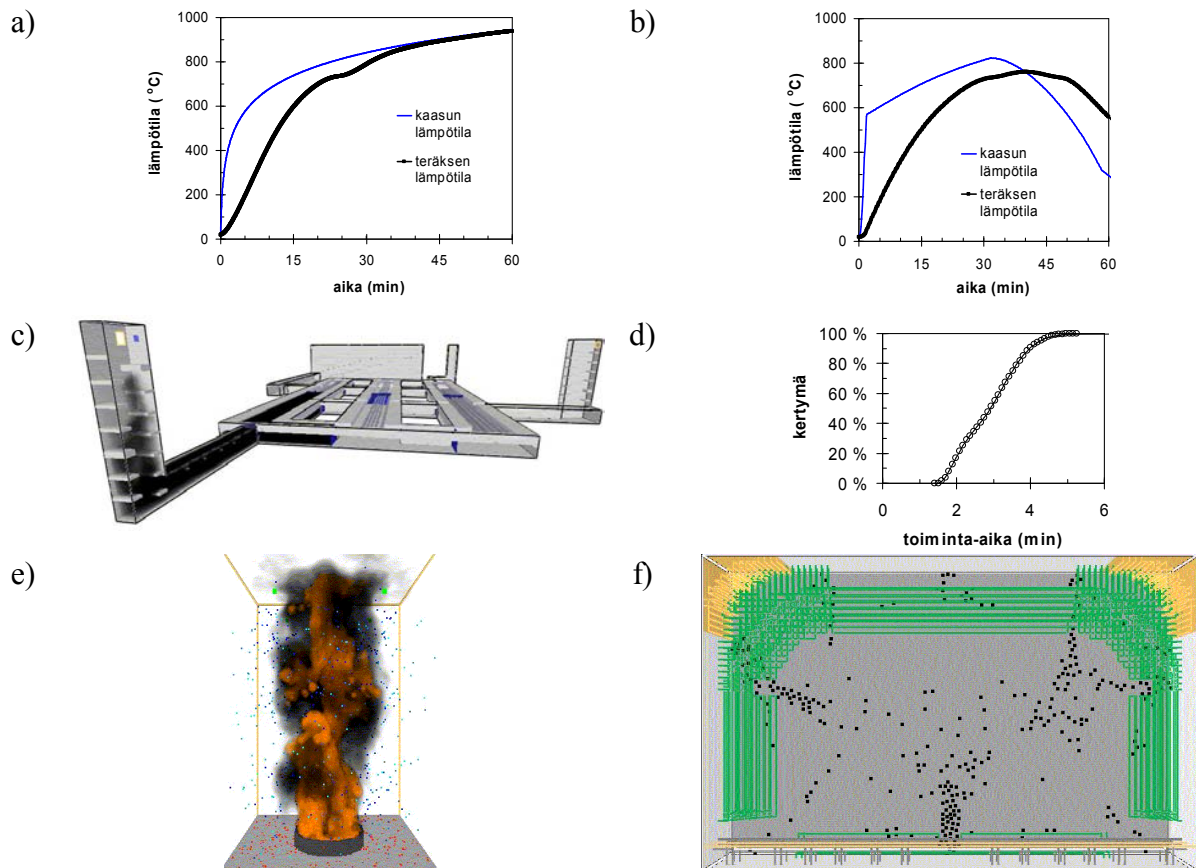 a)
1000
800
600
400
200
0
lämpötila ( °C)
kaasun
lämpötila
teräksen
lämpötila
0 15 30 45 60
aika (min)
b)
1000
800
600
400
200
0
lämpötila ( °C)
kaasun
lämpötila
teräksen
lämpötila
0 15 30 45 60
aika (min)
c)
d)
100 %
80 %
60 %
40 %
20 %
0 %
kertymä
0 2 4 6
toiminta-aika (min)
e)
f)